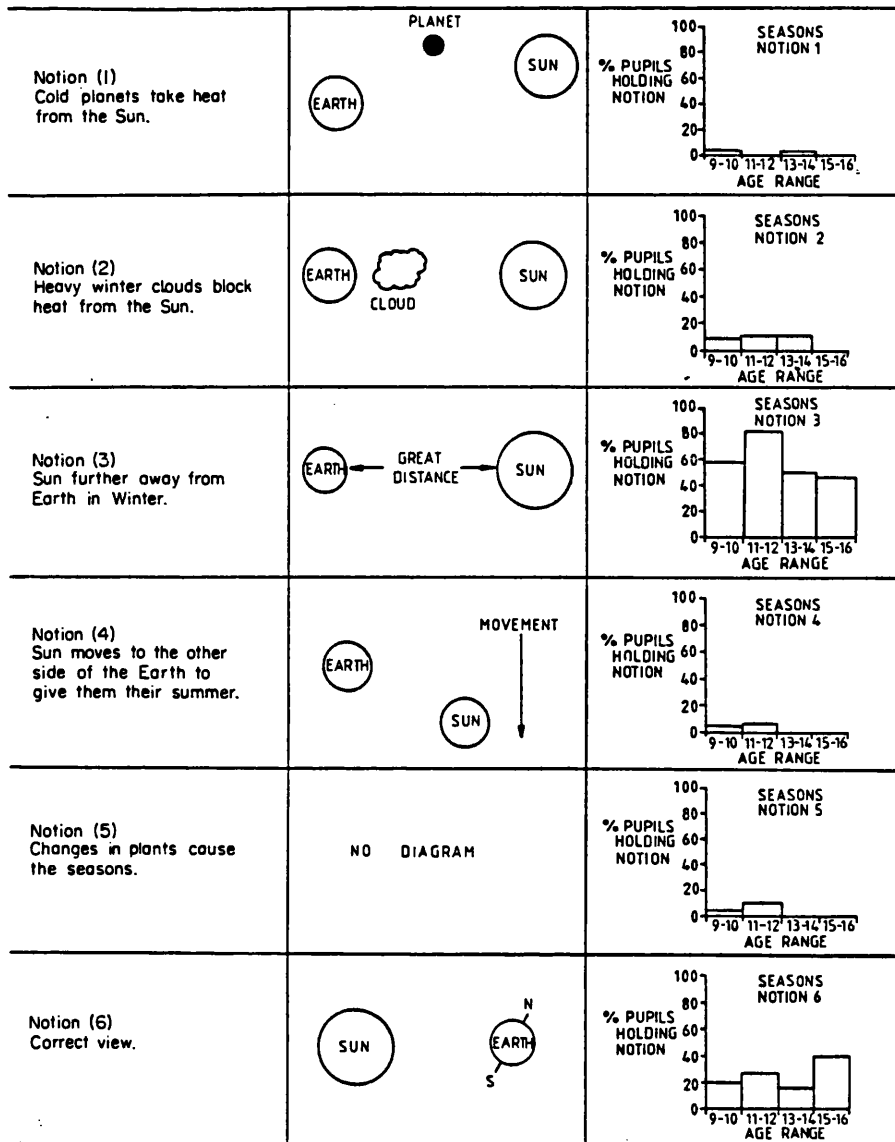 Notion (1)
Cold planets take heat
from the Sun.
PLANET
EARTH
SUN
SEASONS
NOTION 1
% PUPILS
HOLDING
NOTION
100
80
60
40
20
0
9-10 11-12 13-14 15-16
AGE RANGE
Notion (2)
Heavy winter clouds block
heat from the Sun.
EARTH
CLOUD
SUN
SEASONS
NOTION 2
% PUPILS
HOLDING
NOTION
100
80
60
40
20
0
9-10 11-12 13-14 15-16
AGE RANGE
Notion (3)
Sun further away from
Earth in Winter.
EARTH
GREAT
DISTANCE
SUN
SEASONS
NOTION 3
% PUPILS
HOLDING
NOTION
100
80
60
40
20
0
9-10 11-12 13-14 15-16
AGE RANGE
Notion (4)
Sun moves to the other
side of the Earth to
give them their summer.
MOVEMENT
EARTH
SUN
SEASONS
NOTION 4
% PUPILS
HOLDING
NOTION
100
80
60
40
20
0
9-10 11-12 13-14 15-16
AGE RANGE
Notion (5)
Changes in plants cause
the seasons.
NO DIAGRAM
SEASONS
NOTION 5
% PUPILS
HOLDING
NOTION
100
80
60
40
20
0
9-10 11-12 13-14 15-16
AGE RANGE
Notion (6)
Correct view.
SUN
N
EARTH
S
SEASONS
NOTION 6
% PUPILS
HOLDING
NOTION
100
80
60
40
20
0
9-10 11-12 13-14 15-16
AGE RANGE